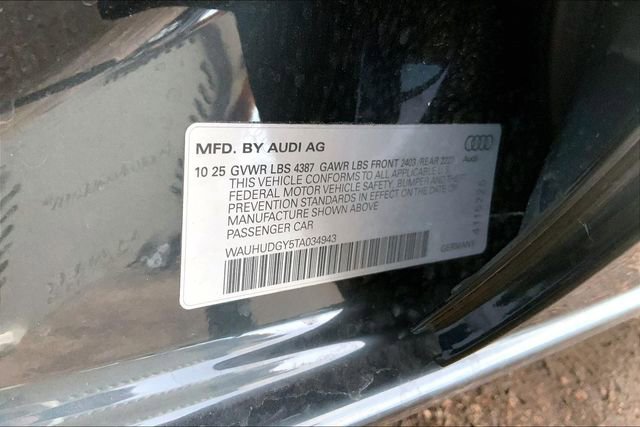 MFD. BY AUDI AG
Audi
10 25 GVWR LBS 4387 GAWR LBS FRONT 2403 REAR 2227
THIS VEHICLE CONFORMS TO ALL APPLICABLE U.S.
FEDERAL MOTOR VEHICLE SAFETY, BUMPER AND THEFT
PREVENTION STANDARDS IN EFFECT ON THE DATE OF
MANUFACTURE SHOWN ABOVE
PASSENGER CAR
WAUHUDGY5TA034943
GERMANY